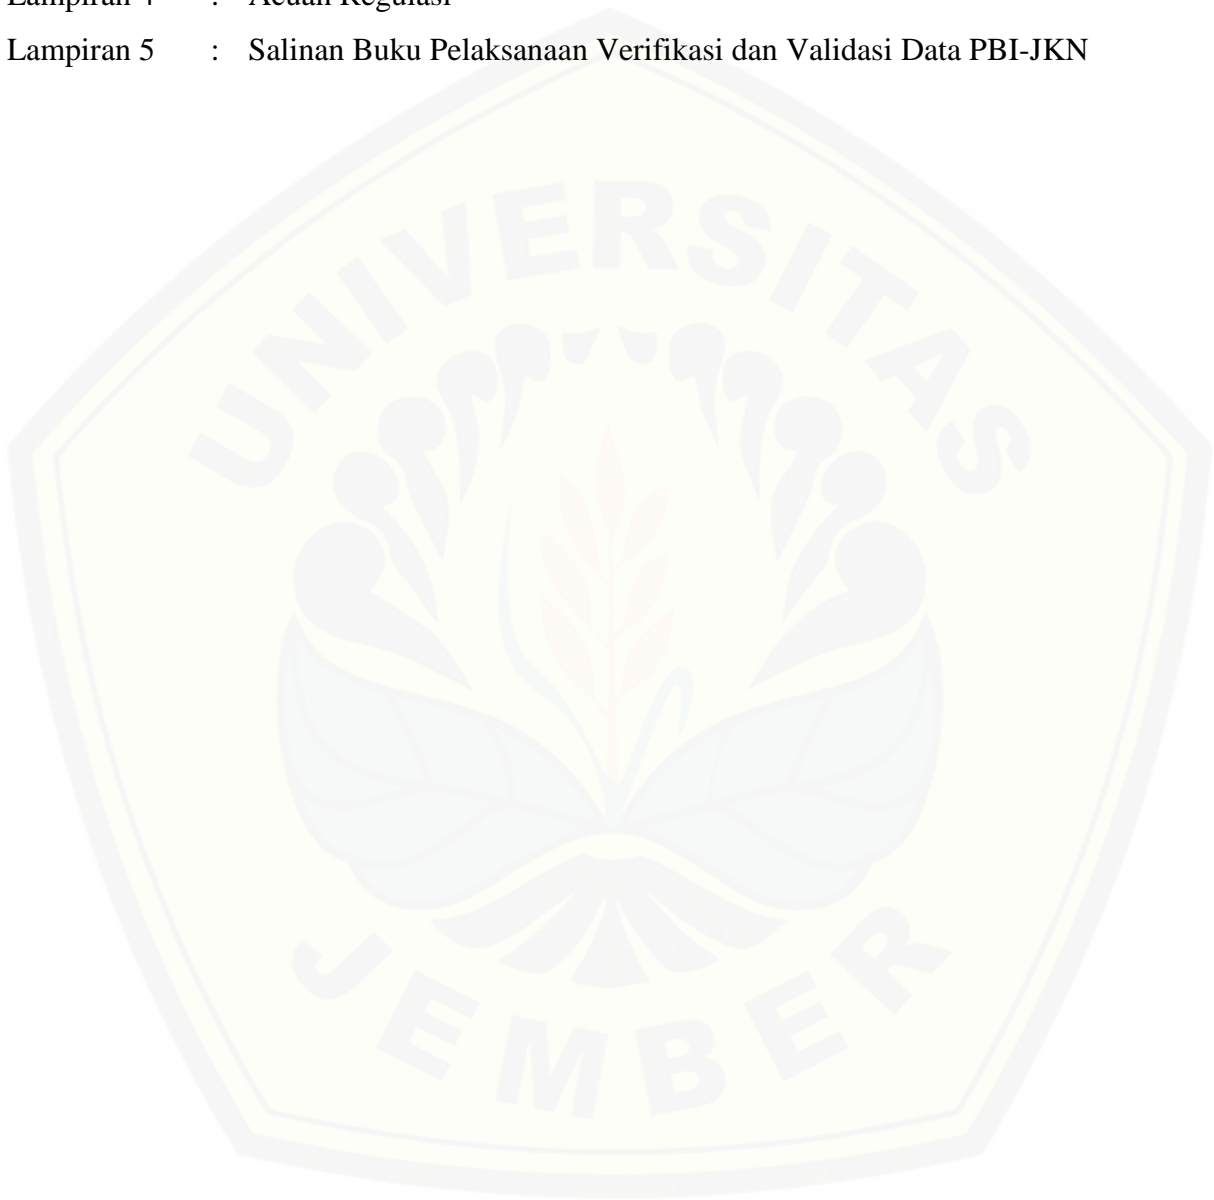 Lampiran 4 : Acuan Regulasi
Lampiran 5 : Salinan Buku Pelaksanaan Verifikasi dan Validasi Data PBI-JKN
UNIVERSITAS
JEMBER